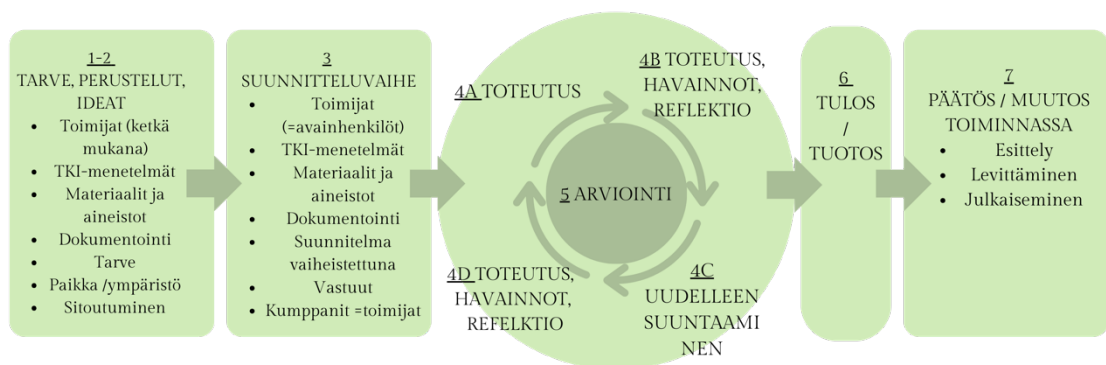 1-2
TARVE, PERUSTELUT,
IDEAT
• Toimijat (ketkä
mukana)
• TKI-menetelmät
• Materiaalit ja
aineistot
• Dokumentointi
• Tarve
• Paikka /ympäristö
• Sitoutuminen
3
SUUNNITTELUVAIHE
• Toimijat
(=avainhenkilöt)
• TKI-menetelmät
• Materiaalit ja
aineistot
• Dokumentointi
• Suunnitelma
vaiheistettuna
• Vastuut
• Kumppanit =toimijat
4A TOTEUTUS
4B TOTEUTUS,
HAVAINNOT,
REFLEKTIO
5 ARVIOINTI
4C
UUDELLEEN
SUUNTAAMI
NEN
4D TOTEUTUS,
HAVAINNOT,
REFELKTIO
6
TULOS
/
TUOTOS
7
PÄÄTÖS / MUUTOS
TOIMINNASSA
• Esittely
• Levittäminen
• Julkaiseminen